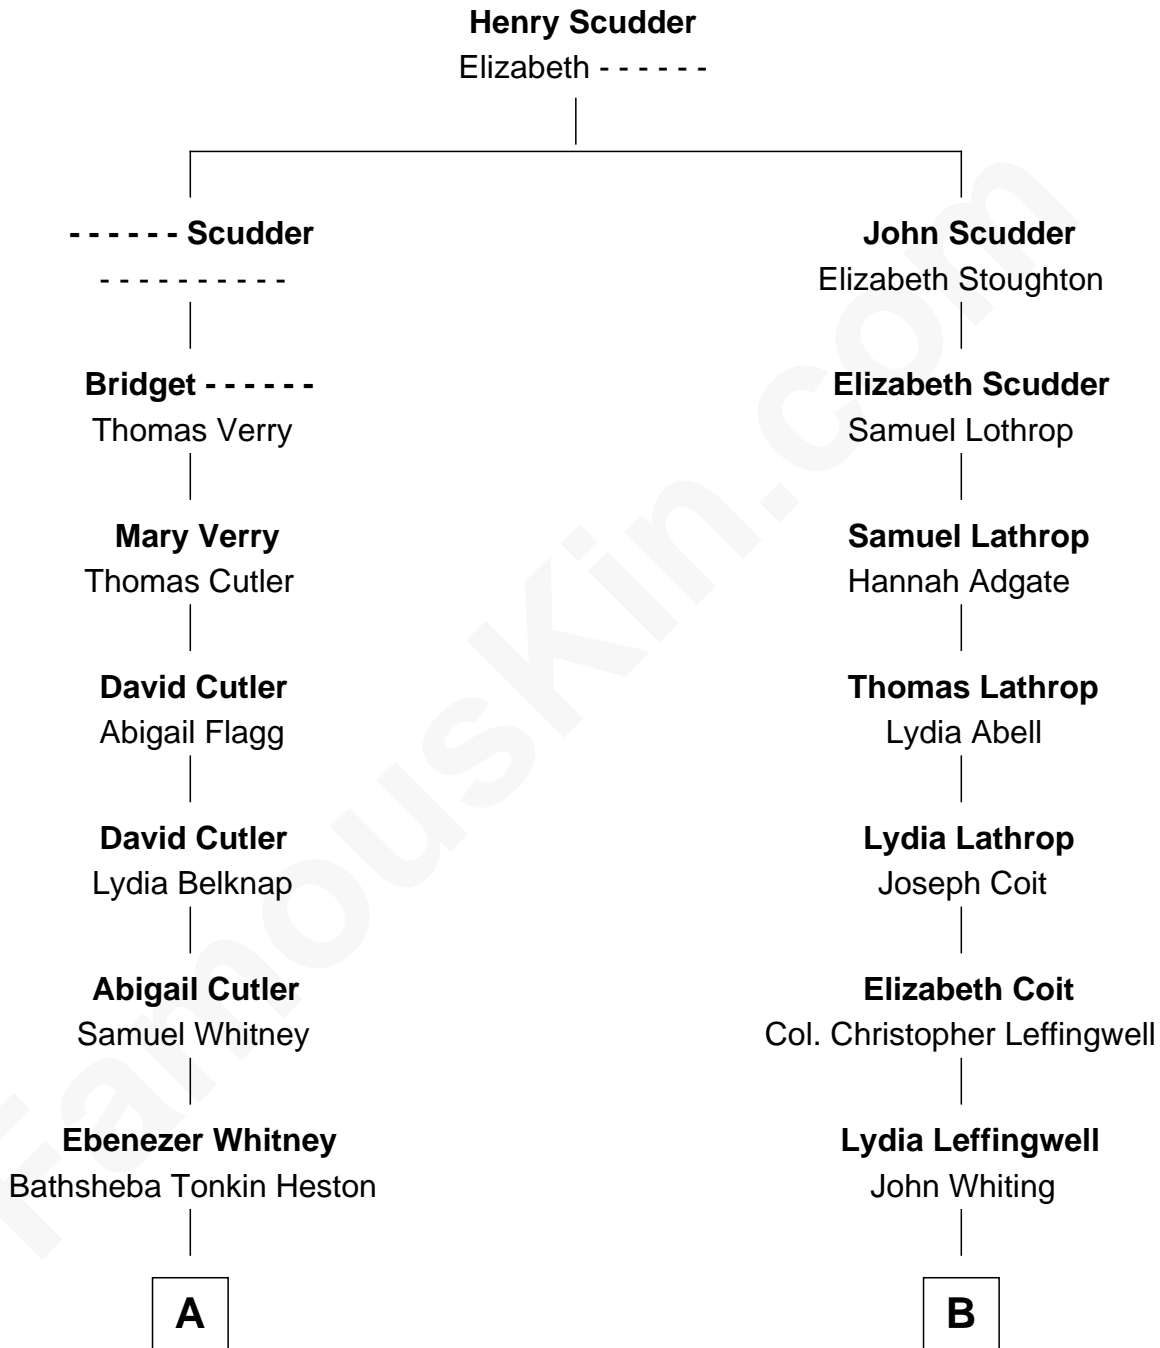 Henry Scudder
Elizabeth - - - - - -
- - - - - - Scudder
- - - - - - - - - -
John Scudder
Elizabeth Stoughton
Bridget - - - - - -
Thomas Verry
Elizabeth Scudder
Samuel Lothrop
Mary Verry
Thomas Cutler
Samuel Lathrop
Hannah Adgate
David Cutler
Abigail Flagg
Thomas Lathrop
Lydia Abell
David Cutler
Lydia Belknap
Lydia Lathrop
Joseph Coit
Abigail Cutler
Samuel Whitney
Elizabeth Coit
Col. Christopher Leffingwell
Ebenezer Whitney
Bathsheba Tonkin Heston
Lydia Leffingwell
John Whiting
A
B
FamousKin.com